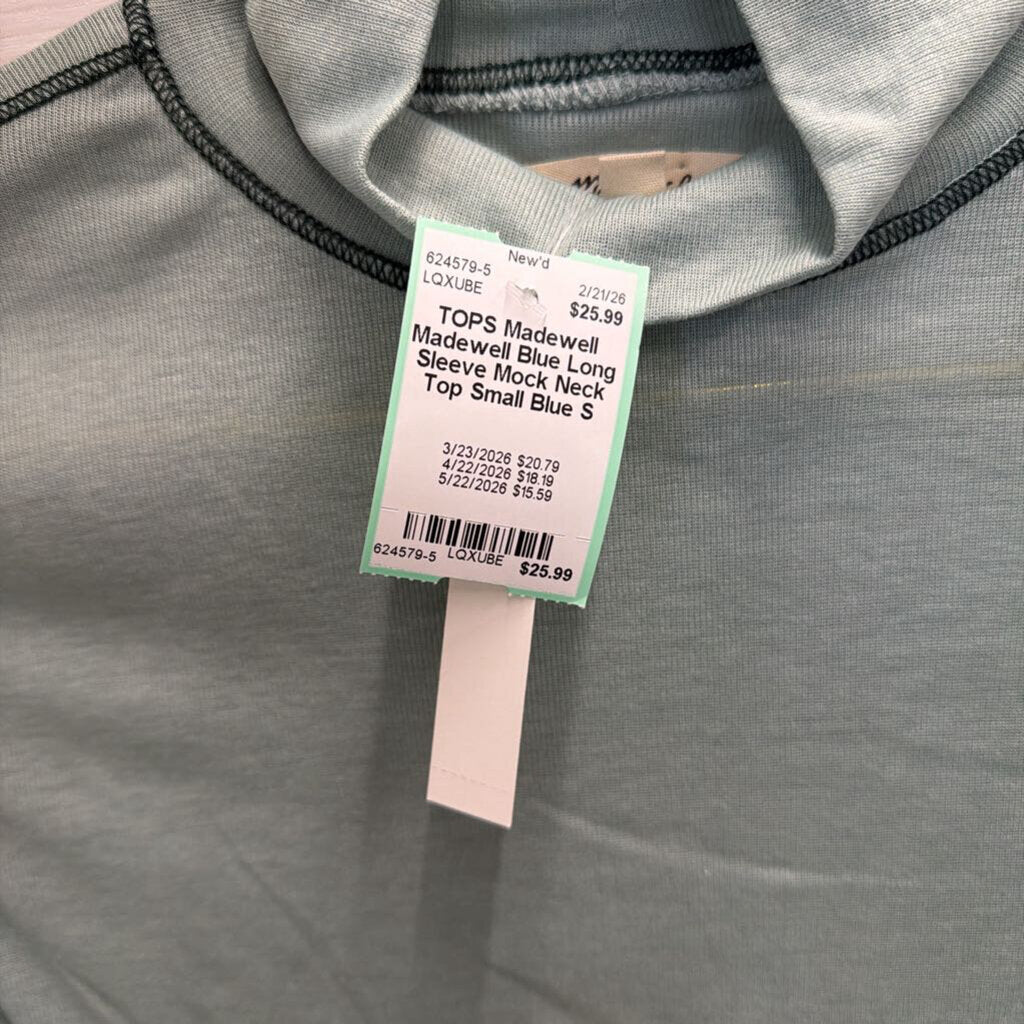 New'd
624579-5
LQXUBE
2/21/26
$25.99
TOPS Madewell
Madewell Blue Long
Sleeve Mock Neck
Top Small Blue S
3/23/2026 $20.79
4/22/2026 $18.19
5/22/2026 $15.59
624579-5 LQXUBE $25.99